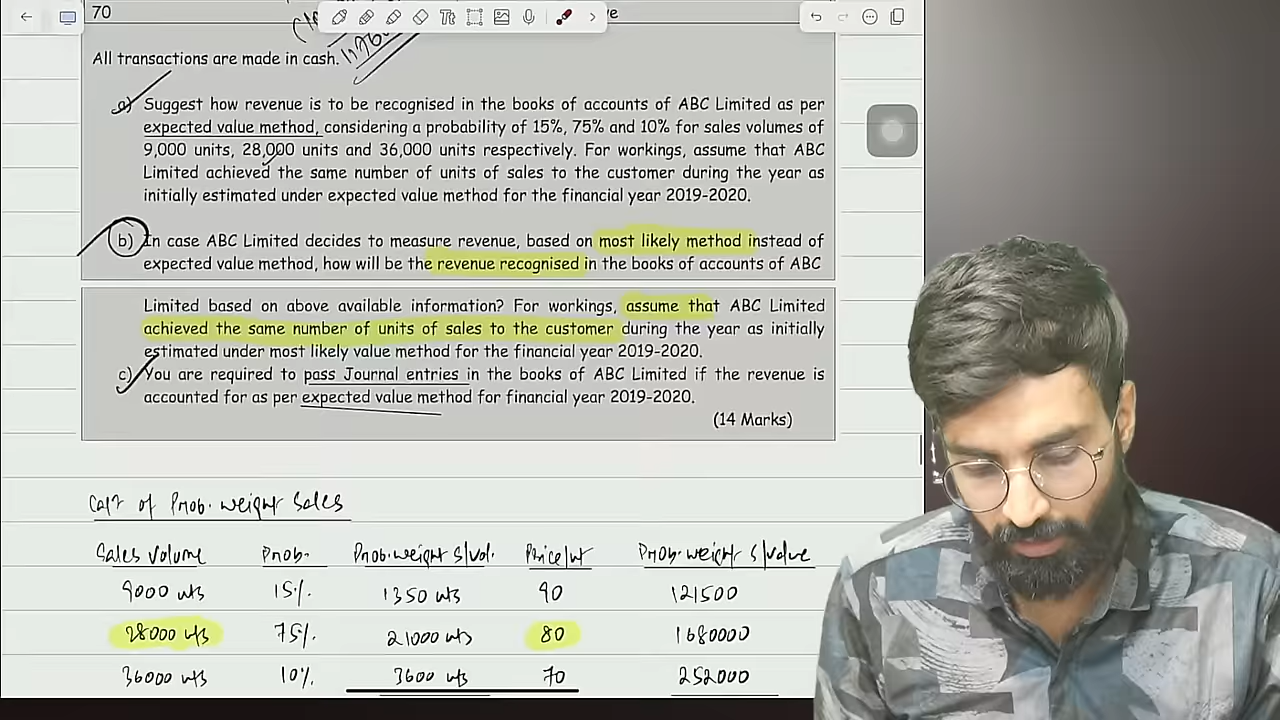 70
ve
All transactions are made in cash.
a) Suggest how revenue is to be recognised in the books of accounts of ABC Limited as per
expected value method, considering a probability of 15%, 75% and 10% for sales volumes of
9,000 units, 28,000 units and 36,000 units respectively. For workings, assume that ABC
Limited achieved the same number of units of sales to the customer during the year as
initially estimated under expected value method for the financial year 2019-2020.
b) In case ABC Limited decides to measure revenue, based on most likely method instead of
expected value method, how will be the revenue recognised in the books of accounts of ABC
Limited based on above available information? For workings, assume that ABC Limited
achieved the same number of units of sales to the customer during the year as initially
estimated under most likely value method for the financial year 2019-2020.
c) You are required to pass Journal entries in the books of ABC Limited if the revenue is
accounted for as per expected value method for financial year 2019-2020.
(14 Marks)
of Prob. weight Sales
Sales Volume Prob. Prob. weight S/Vol. Price/ut Prob. weight S/Value
9000 uts 15% 1350 uts 90 121500
28000 uts 75% 21000 uts 80 1680000
36000 uts 10% 3600 uts 70 252000